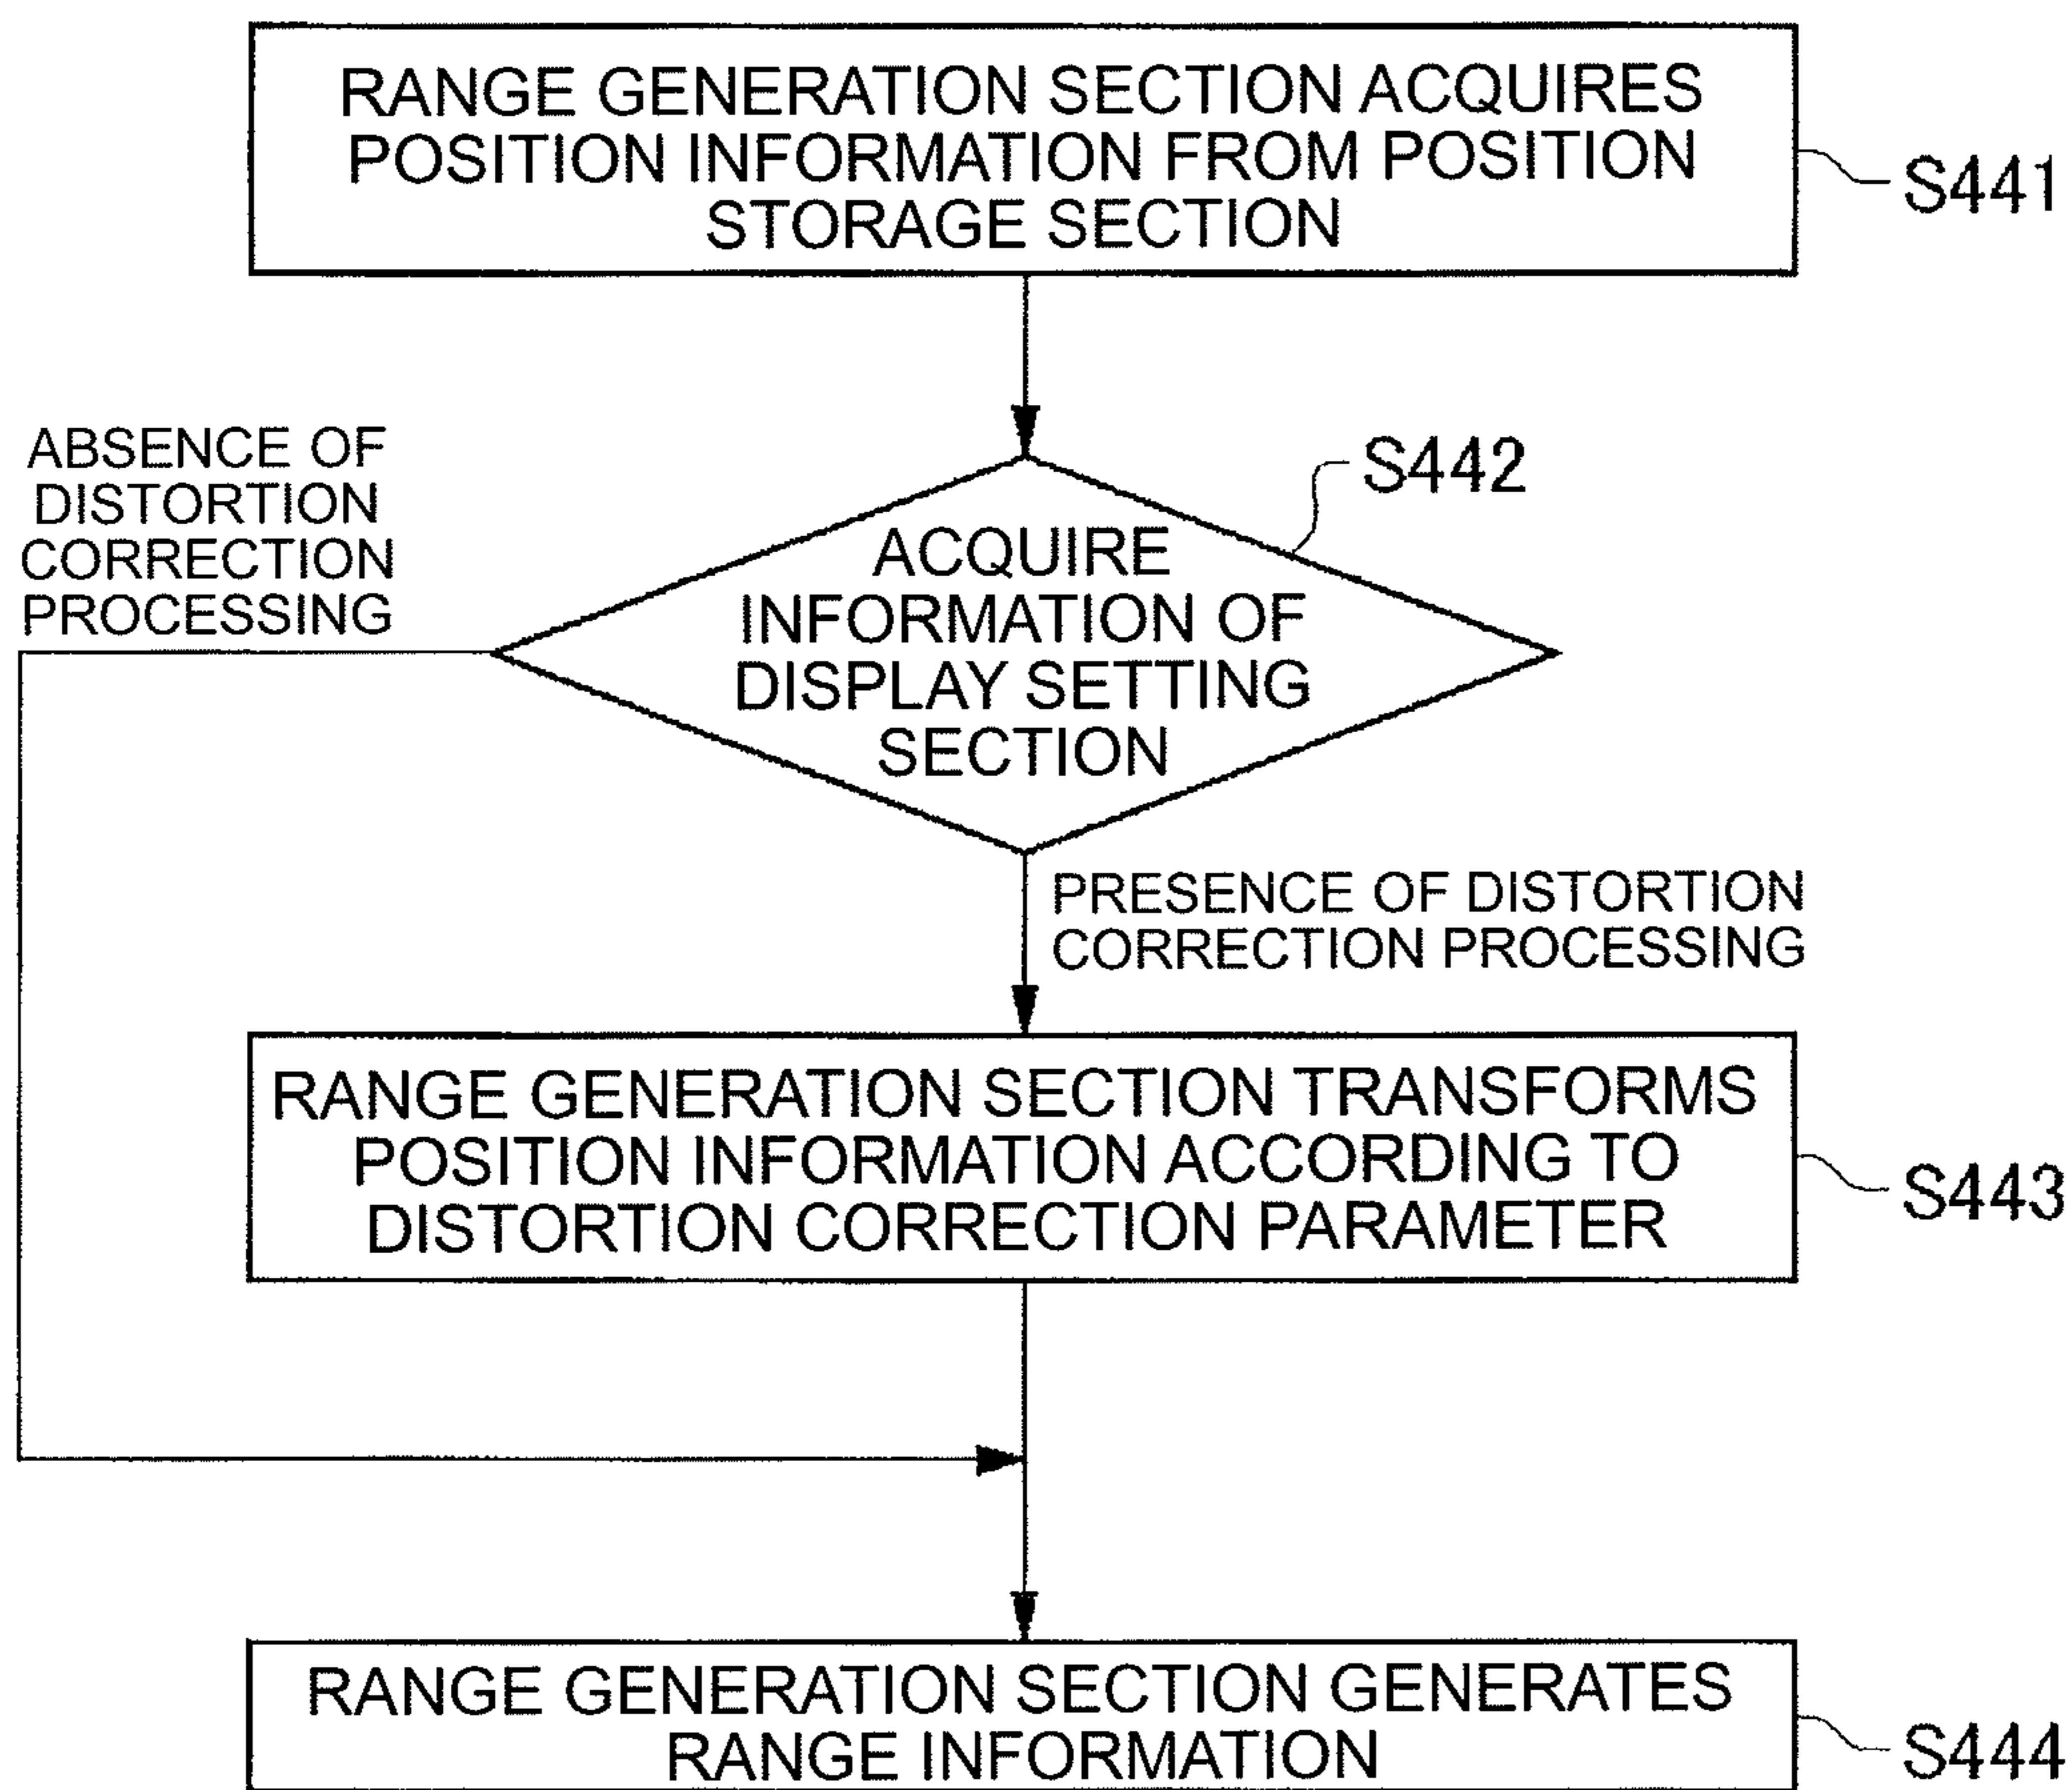 RANGE GENERATION SECTION ACQUIRES
POSITION INFORMATION FROM POSITION
STORAGE SECTION
S441
ABSENCE OF
DISTORTION
CORRECTION
PROCESSING
S442
ACQUIRE
INFORMATION OF
DISPLAY SETTING
SECTION
PRESENCE OF DISTORTION
CORRECTION PROCESSING
RANGE GENERATION SECTION TRANSFORMS
POSITION INFORMATION ACCORDING TO
DISTORTION CORRECTION PARAMETER
S443
RANGE GENERATION SECTION GENERATES
RANGE INFORMATION
S444